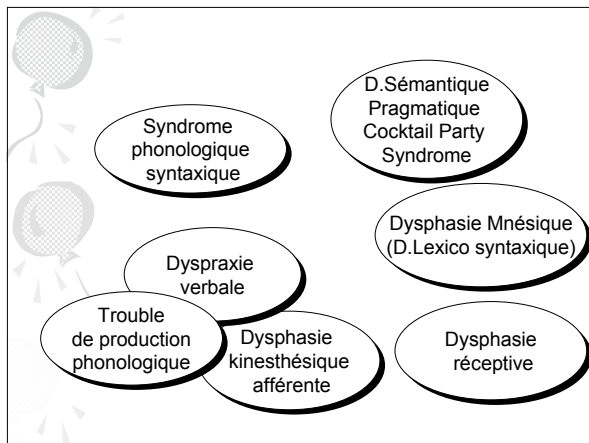 Syndrome
phonologique
syntaxique
D.Sémantique
Pragmatique
Cocktail Party
Syndrome
Dysphasie Mnésique
(D.Lexico syntaxique)
Dyspraxie
verbale
Trouble
de production
phonologique
Dysphasie
kinesthésique
afférente
Dysphasie
réceptive